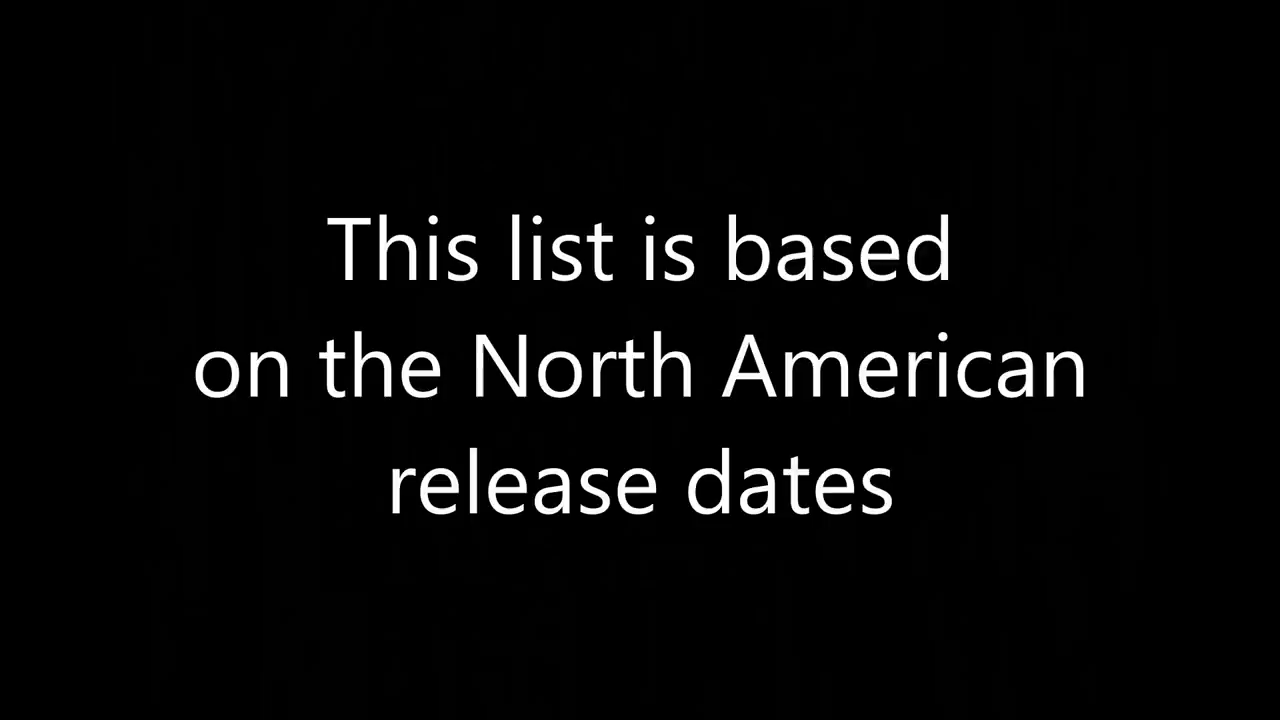 This list is based
on the North American
release dates